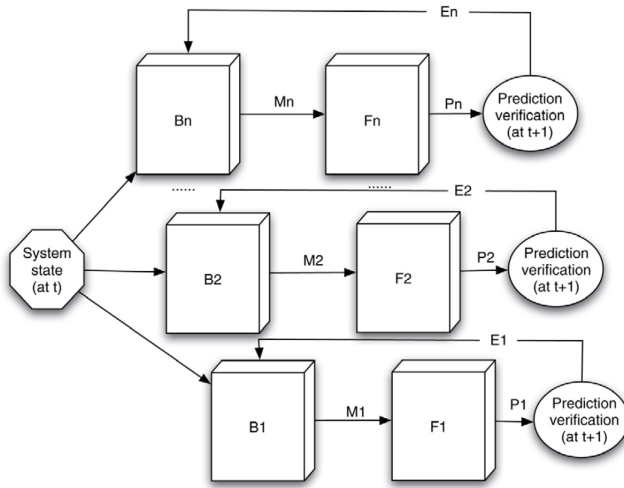 En
Bn
Mn
Fn
Pn
Prediction
verification
(at t+1)
......
......
E2
System
state
(at t)
B2
M2
F2
P2
Prediction
verification
(at t+1)
E1
B1
M1
F1
P1
Prediction
verification
(at t+1)